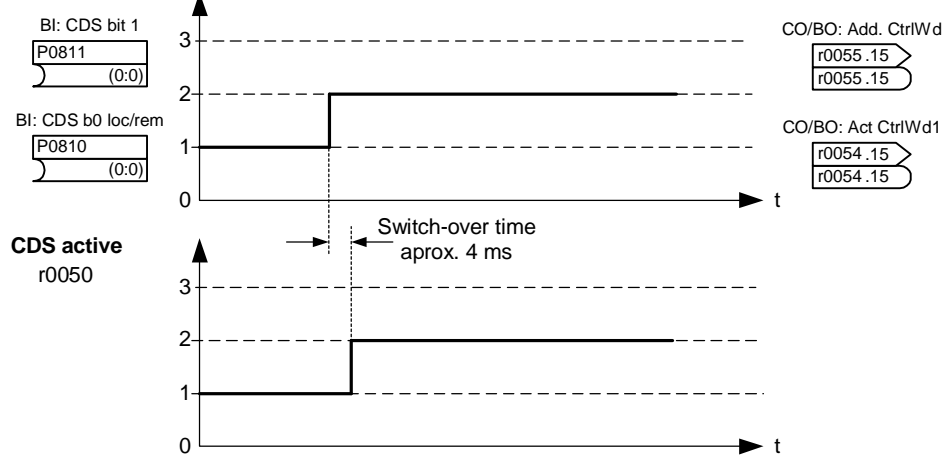 BI: CDS bit 1
P0811
(0:0)
BI: CDS b0 loc/rem
P0810
(0:0)
3
2
1
0
t
CO/BO: Add. CtrlWd
r0055 .15
r0055 .15
CO/BO: Act CtrlWd1
r0054 .15
r0054 .15
Switch-over time
aprox. 4 ms
CDS active
r0050
3
2
1
0
t